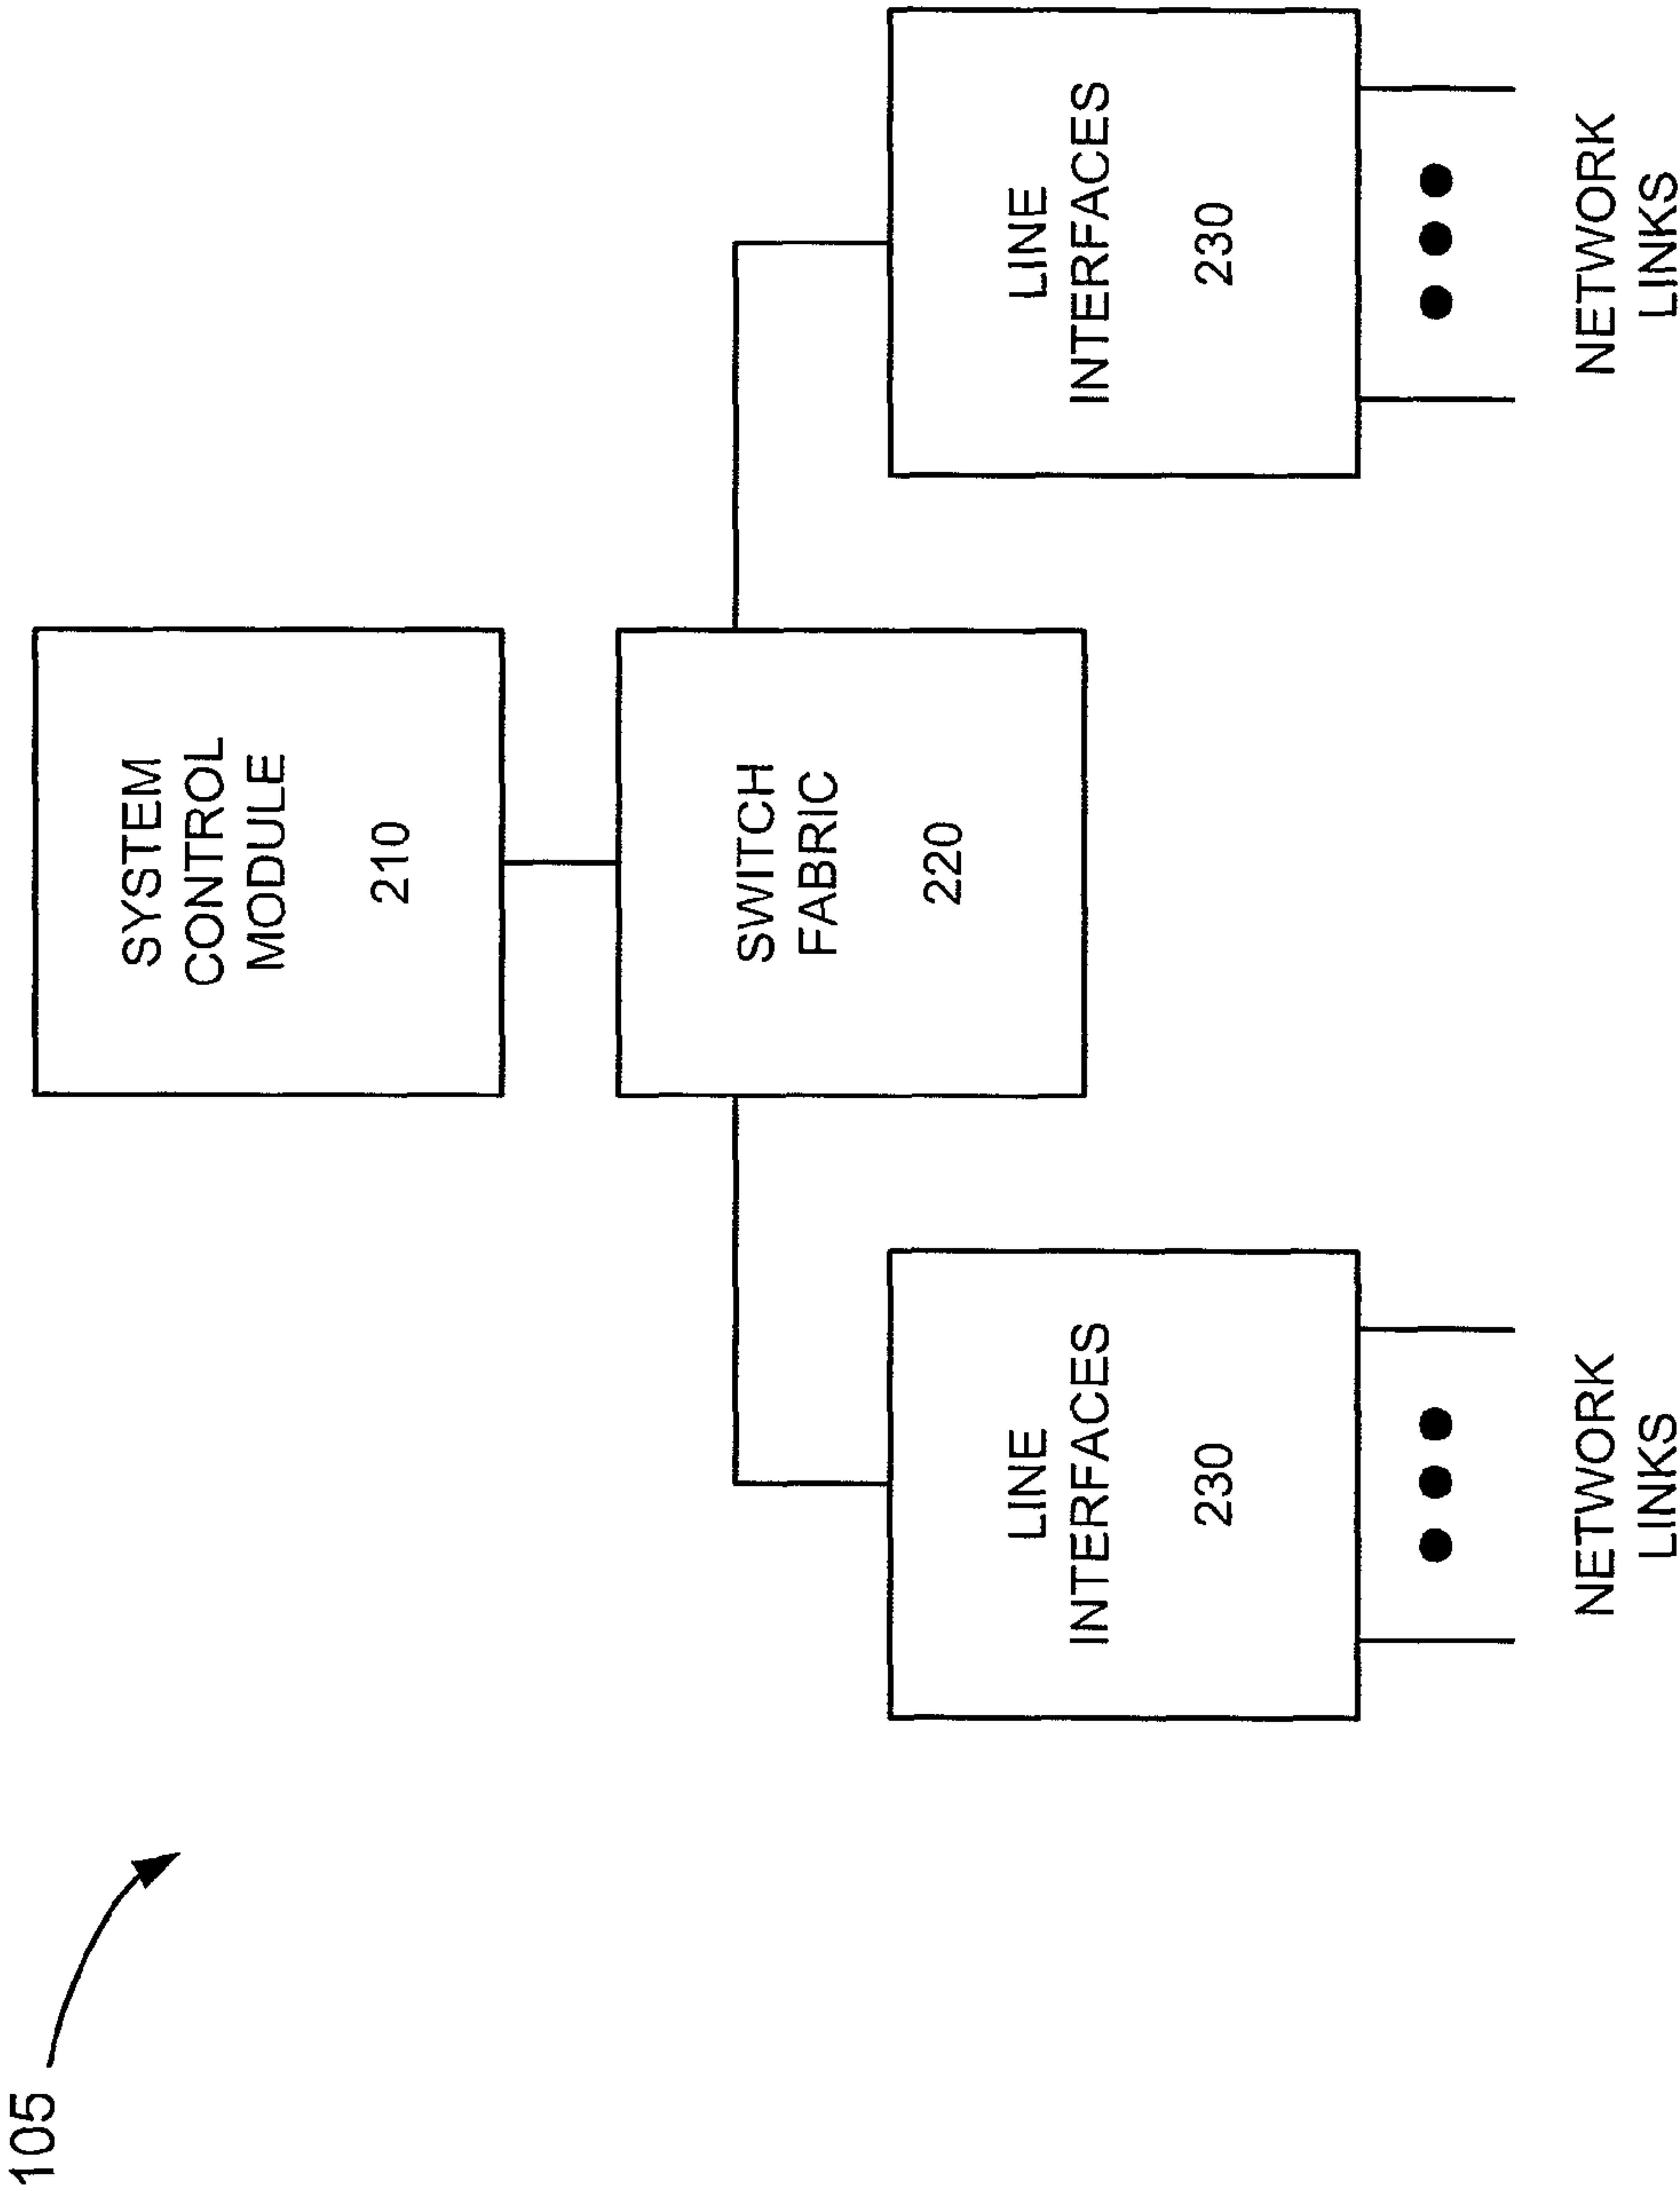 105
SYSTEM
CONTROL
MODULE
210
SWITCH
FABRIC
220
LINE
INTERFACES
230
NETWORK
LINKS
LINE
INTERFACES
230
NETWORK
LINKS